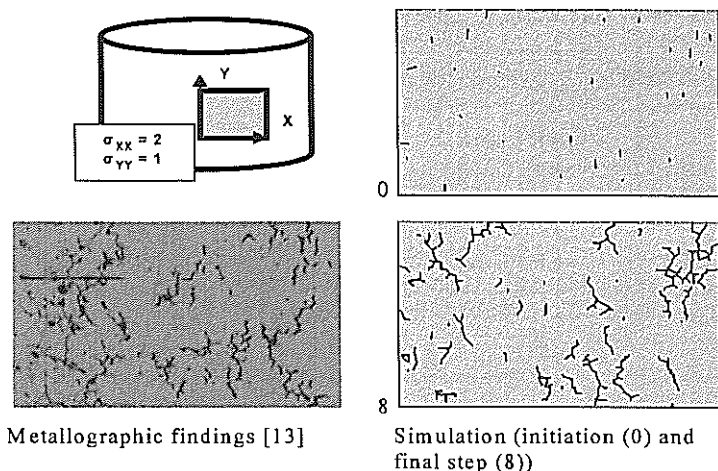 Y
X
σXX = 2
σYY = 1
0
8
Metallographic findings [13]
Simulation (initiation (0) and
final step (8))